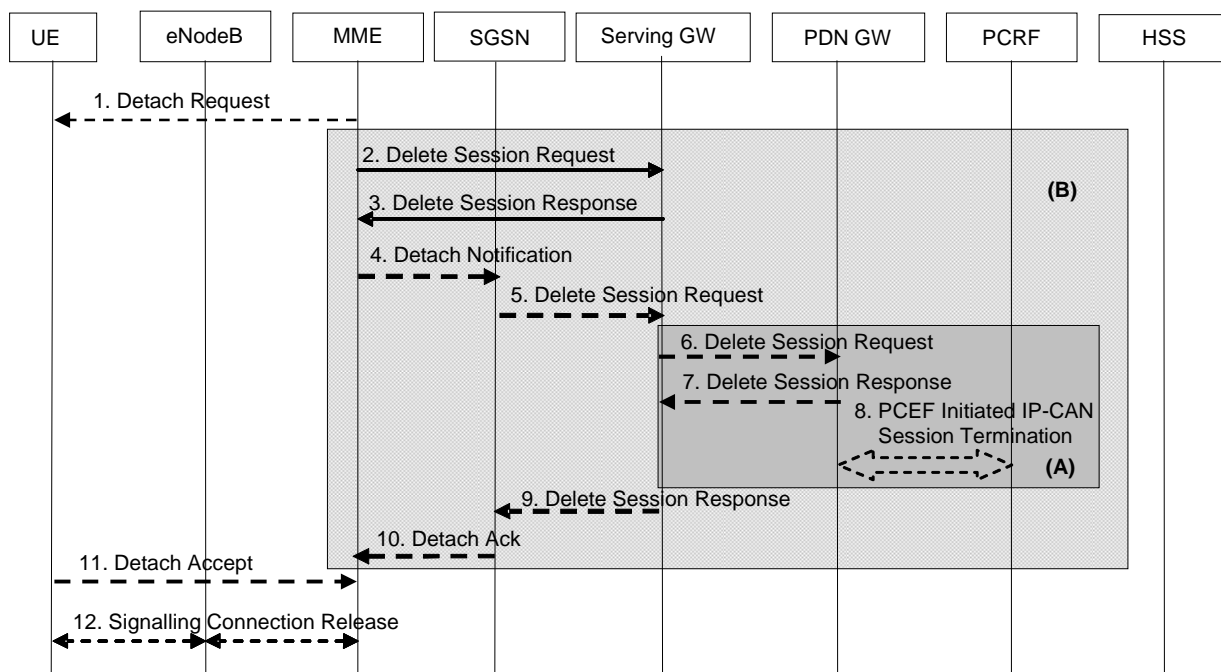 UE
eNodeB
MME
SGSN
Serving GW
PDN GW
PCRF
HSS
1. Detach Request
2. Delete Session Request
(B)
3. Delete Session Response
4. Detach Notification
5. Delete Session Request
6. Delete Session Request
7. Delete Session Response
8. PCEF Initiated IP-CAN
Session Termination
(A)
9. Delete Session Response
10. Detach Ack
11. Detach Accept
12. Signalling Connection Release